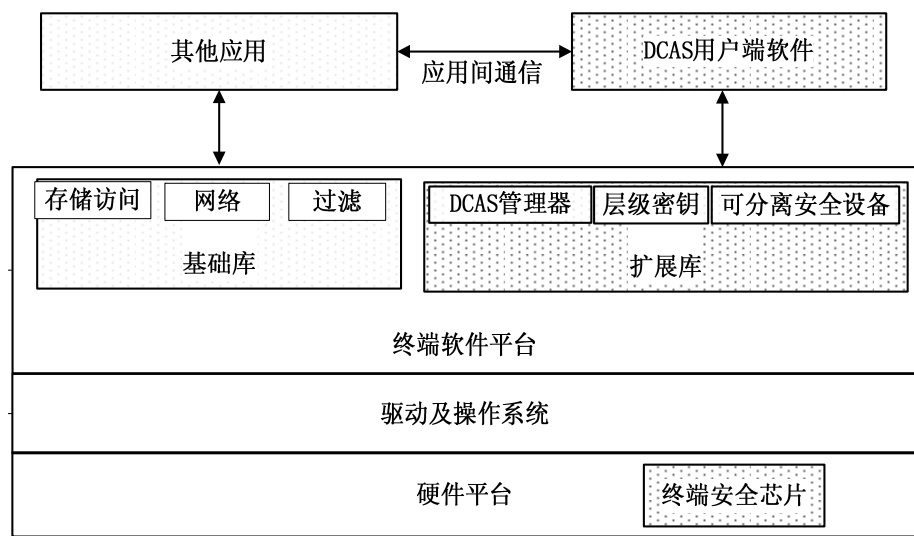 其他应用
DCAS用户端软件
应用间通信
存储访问
网络
过滤
基础库
DCAS管理器
层级密钥
可分离安全设备
扩展库
终端软件平台
驱动及操作系统
硬件平台
终端安全芯片